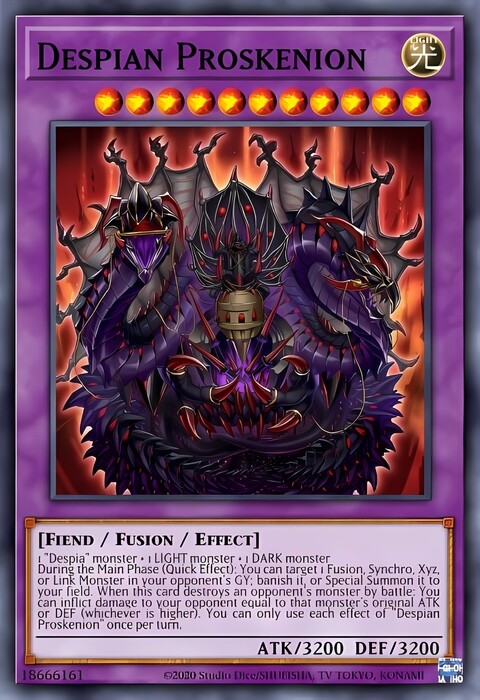 DESPIAN PROSKENION
LIGHT
光
[FIEND / FUSION / EFFECT]
1 "Despia" monster + 1 LIGHT monster + 1 DARK monster
During the Main Phase (Quick Effect): You can target 1 Fusion, Synchro, Xyz,
or Link Monster in your opponent's GY; banish it, or Special Summon it to
your field. When this card destroys an opponent's monster by battle: You
can inflict damage to your opponent equal to that monster's original ATK
or DEF (whichever is higher). You can only use each effect of "Despian
Proskenion" once per turn.
ATK/3200 DEF/3200
18666161
©2020 Studio Dice/SHUEISHA, TV TOKYO, KONAMI